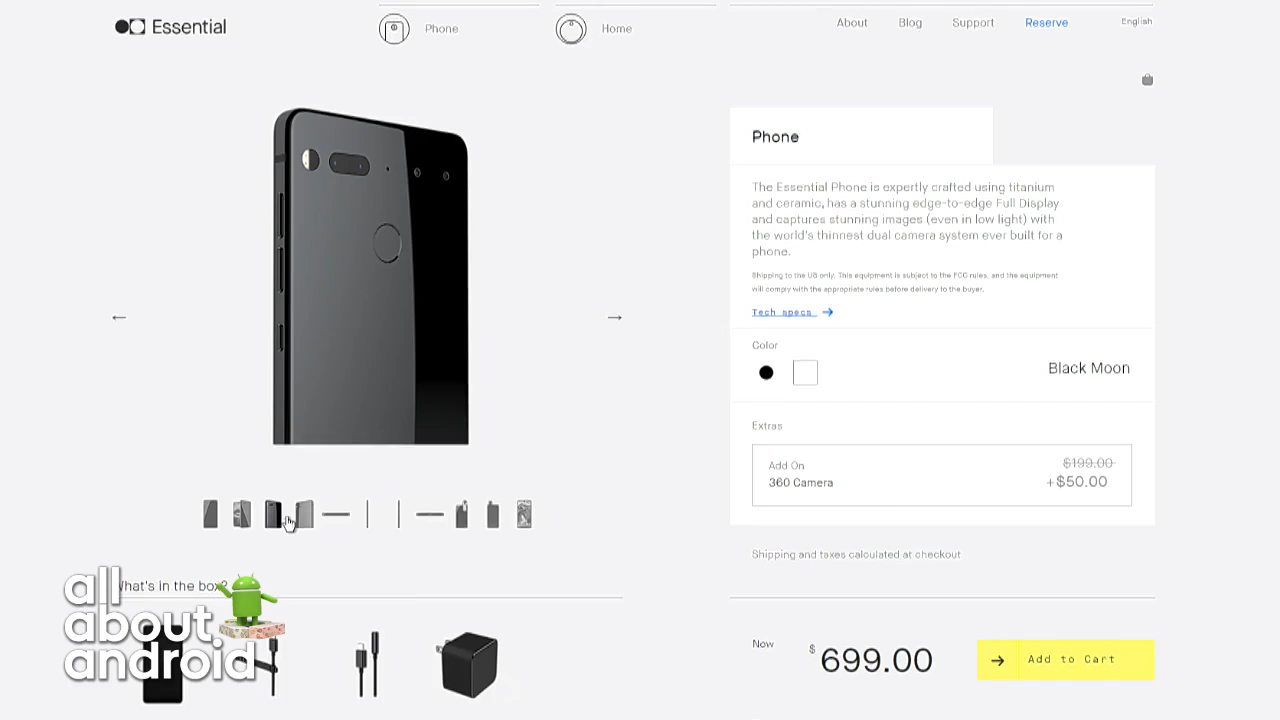 Essential
Phone
Home
About
Blog
Support
Reserve
English
Phone
The Essential Phone is expertly crafted using titanium
and ceramic, has a stunning edge-to-edge Full Display
and captures stunning images (even in low light) with
the world's thinnest dual camera system ever built for a
phone.
Shipping to the US only. This equipment is subject to the FCC rules, and the equipment
will comply with the appropriate rules before delivery to the buyer.
Tech specs
Color
Black Moon
Extras
Add On
$199.00
360 Camera
+$50.00
Shipping and taxes calculated at checkout
What's in the box?
all
about
android
Now
$699.00
Add to Cart